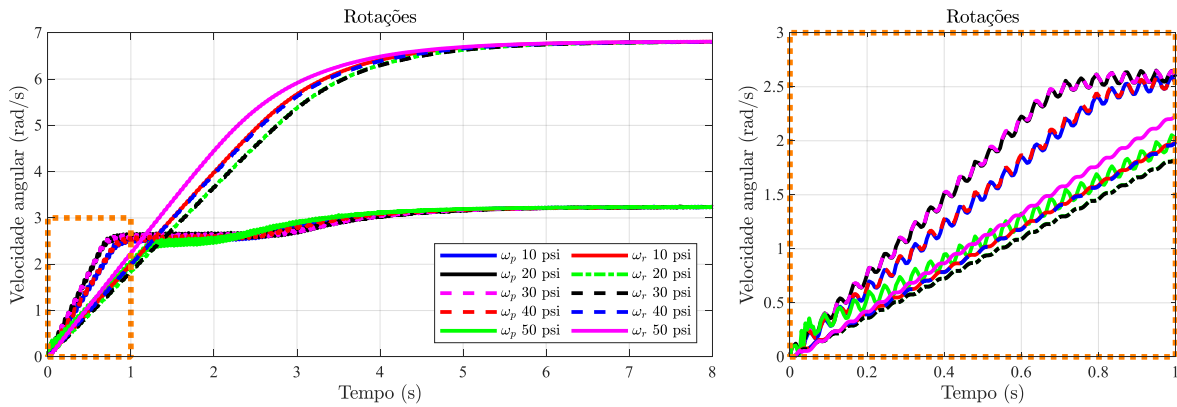 Rotações
Velocidade angular (rad/s)
7
6
5
4
3
2
1
0
0 1 2 3 4 5 6 7 8
Tempo (s)
ωp 10 psi ωr 10 psi
ωp 20 psi ωr 20 psi
ωp 30 psi ωr 30 psi
ωp 40 psi ωr 40 psi
ωp 50 psi ωr 50 psi
Rotações
Velocidade angular (rad/s)
3
2.5
2
1.5
1
0.5
0
0 0.2 0.4 0.6 0.8 1
Tempo (s)